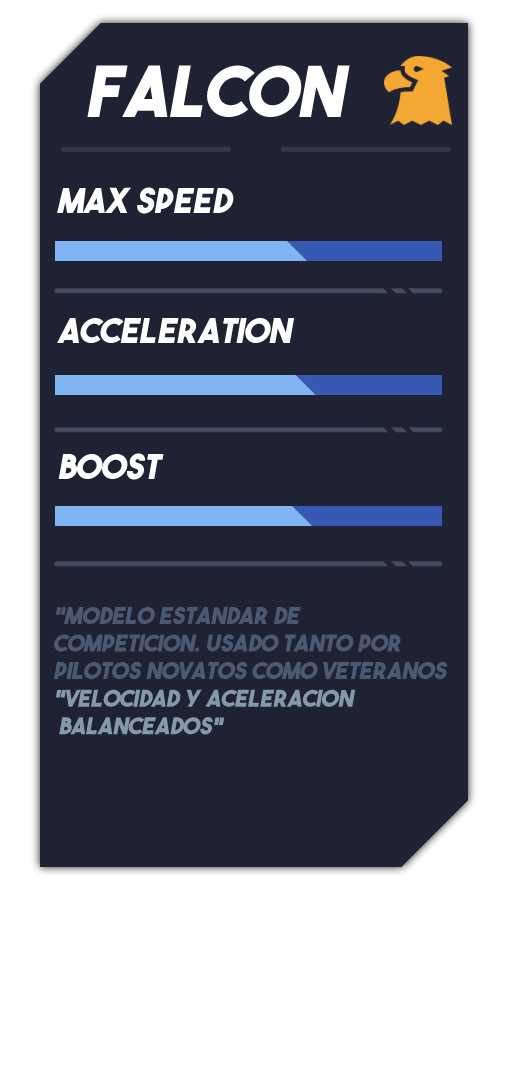 FALCON
MAX SPEED
ACCELERATION
BOOST
"MODELO ESTANDAR DE
COMPETICION. USADO TANTO POR
PILOTOS NOVATOS COMO VETERANOS
"VELOCIDAD Y ACELERACION
BALANCEADOS"